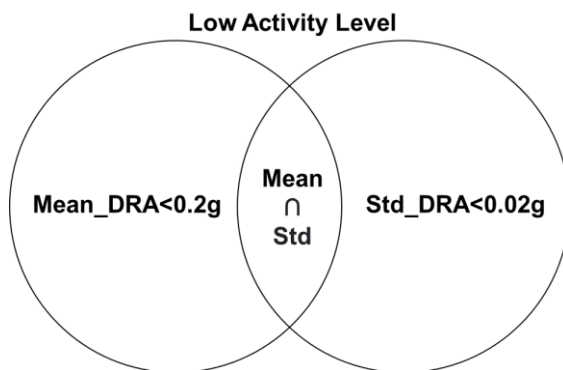 Low Activity Level
Mean_DRA<0.2g
Mean
∩
Std
Std_DRA<0.02g